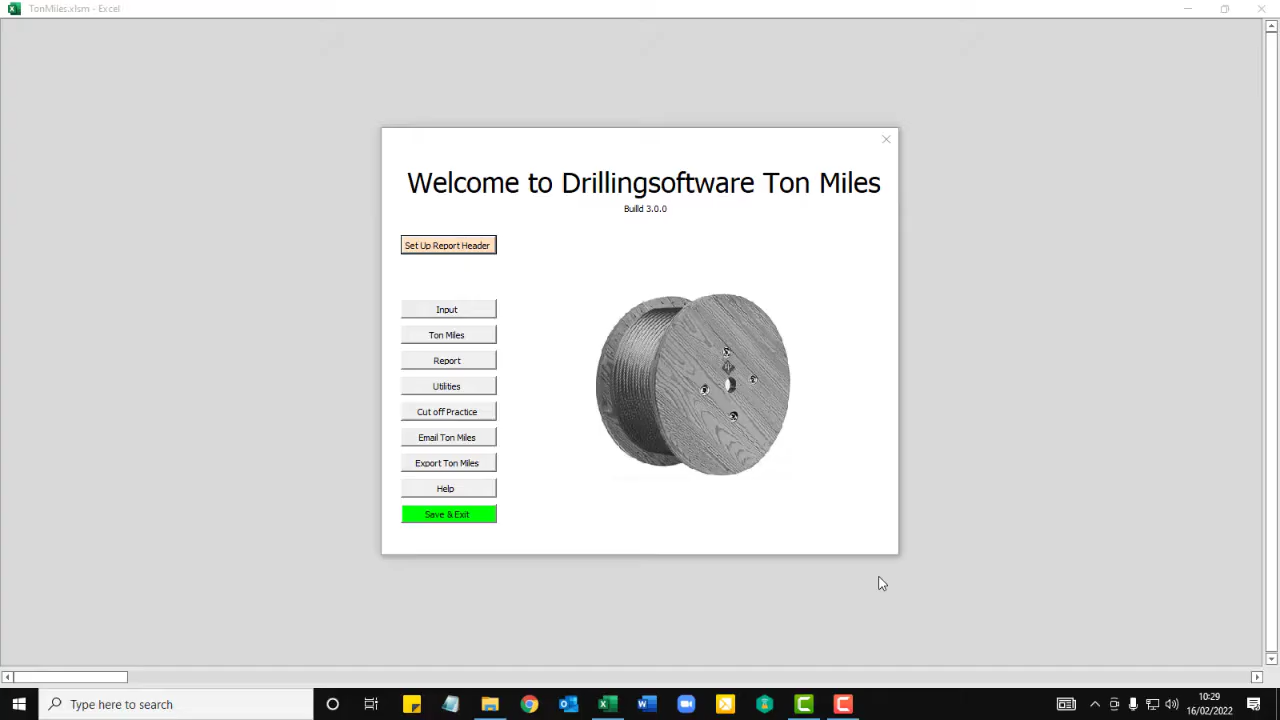 TonMiles.xlsm - Excel
Welcome to Drillingsoftware Ton Miles
Build 3.0.0
Set Up Report Header
Input
Ton Miles
Report
Utilities
Cut off Practice
Email Ton Miles
Export Ton Miles
Help
Save & Exit
Type here to search
10:29
16/02/2022